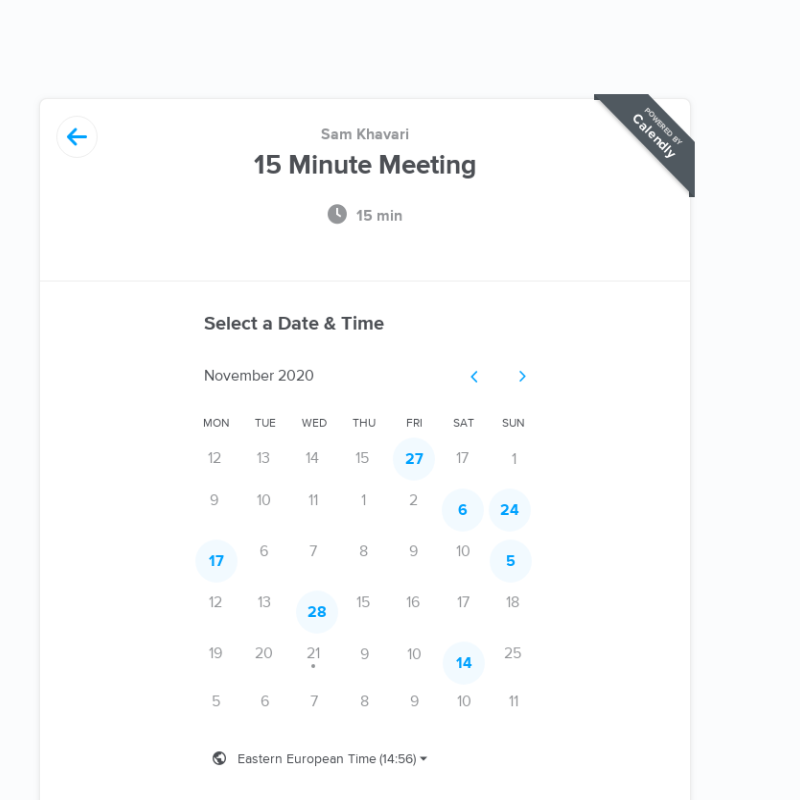 POWERED BY
Calendly
Sam Khavari
15 Minute Meeting
15 min
Select a Date & Time
November 2020
MON TUE WED THU FRI SAT SUN
12 13 14 15 27 17 1
9 10 11 1 2 6 24
17 6 7 8 9 10 5
12 13 28 15 16 17 18
19 20 21 9 10 14 25
5 6 7 8 9 10 11
Eastern European Time (14:56)